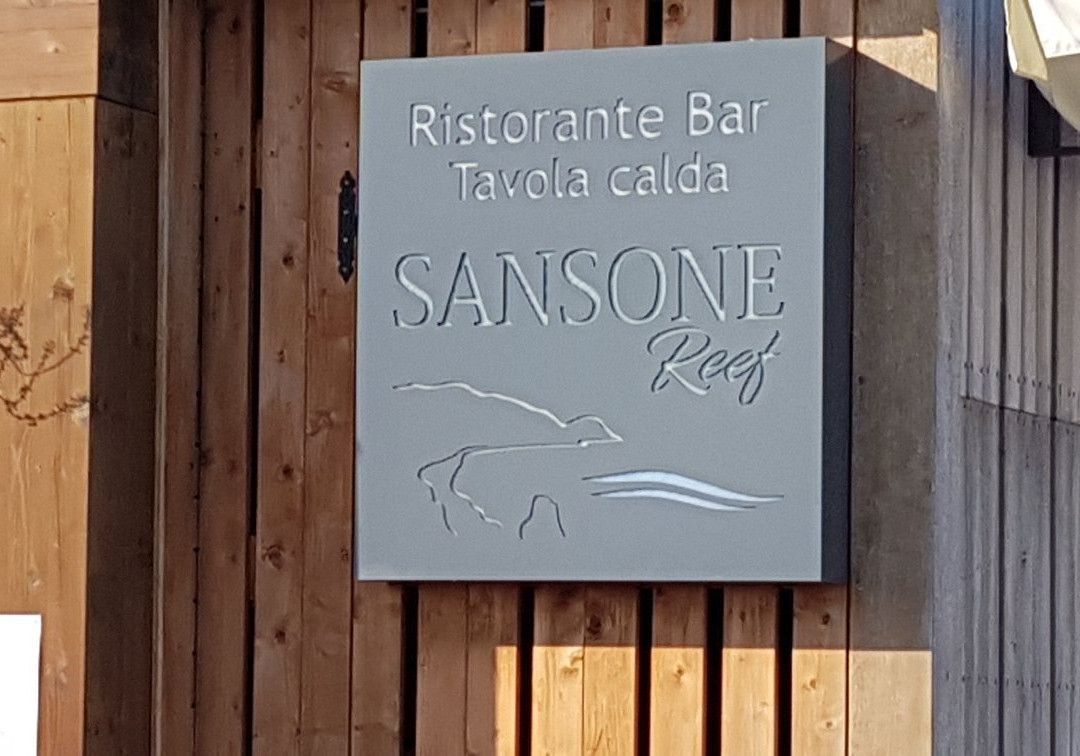 Ristorante Bar
Tavola calda
SANSONE
Reef